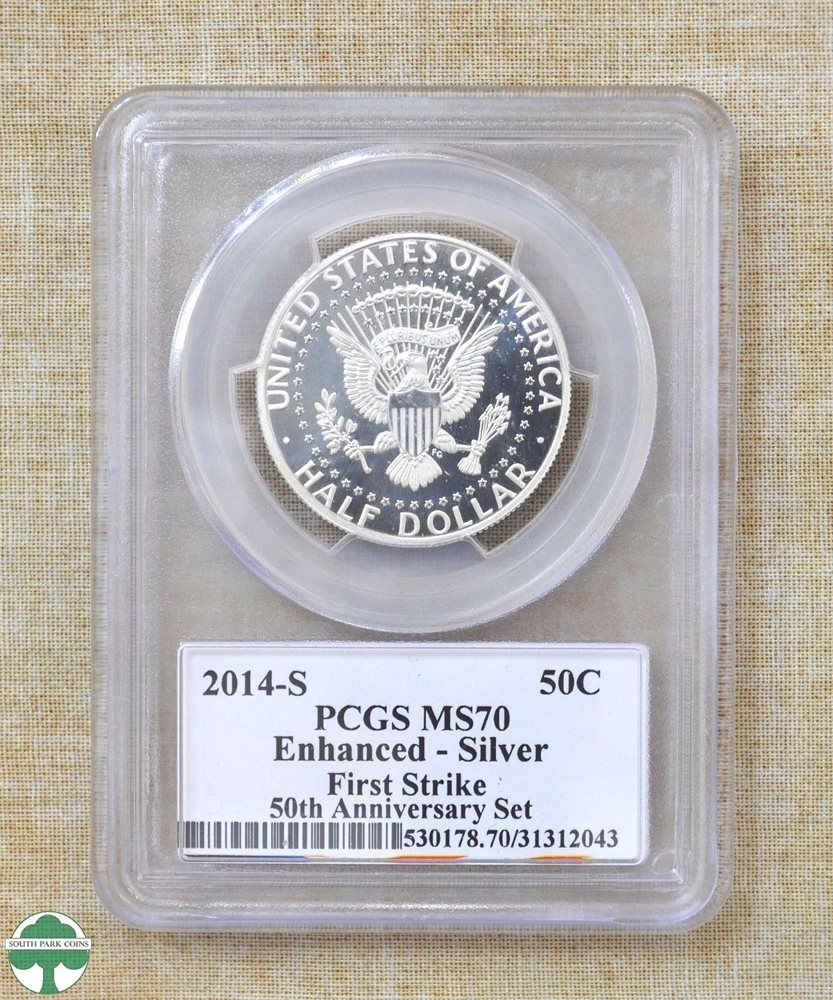 UNITED STATES OF AMERICA
E PLURIBUS UNUM
FG
HALF DOLLAR
2014-S 50C
PCGS MS70
Enhanced - Silver
First Strike
50th Anniversary Set
530178.70/31312043
SOUTH PARK COINS